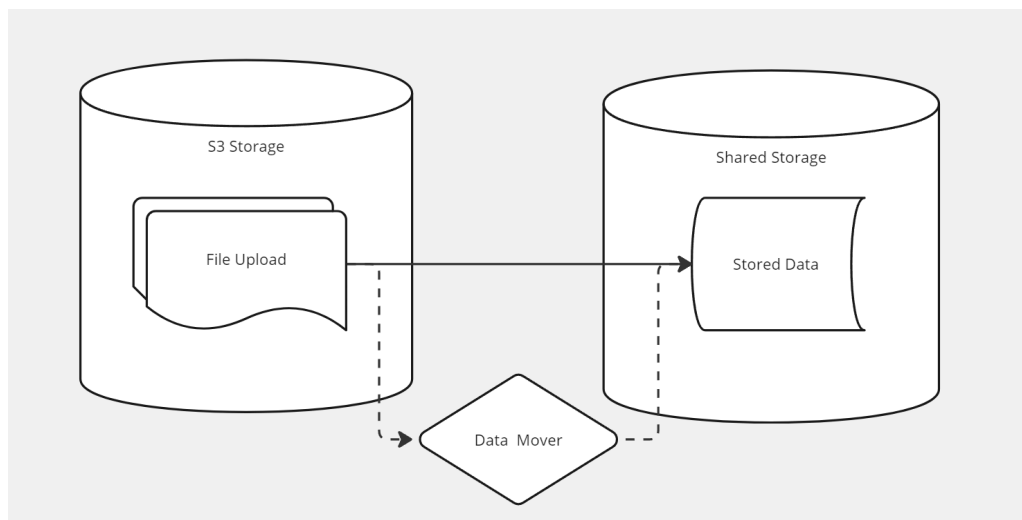 S3 Storage
Shared Storage
File Upload
Stored Data
Data Mover